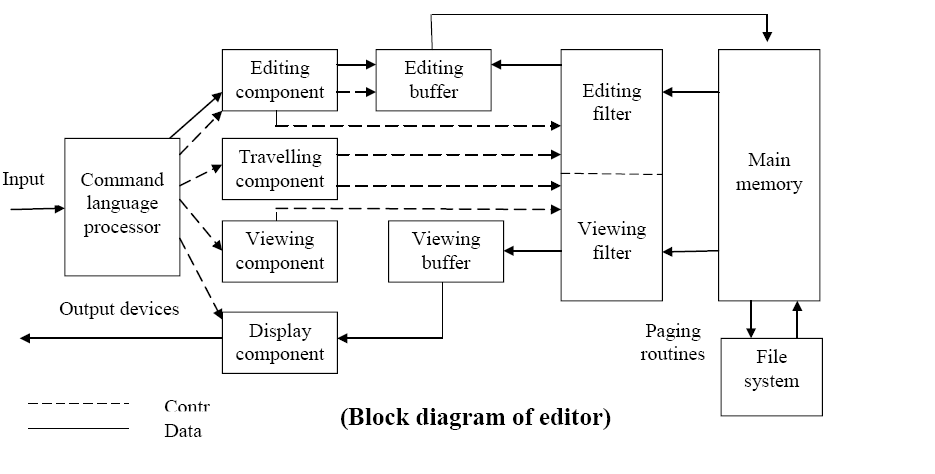 Editing
component
Editing
buffer
Editing
filter
Input
Command
language
processor
Travelling
component
Main
memory
Viewing
component
Viewing
buffer
Viewing
filter
Output devices
Display
component
Paging
routines
File
system
Contr
Data
(Block diagram of editor)